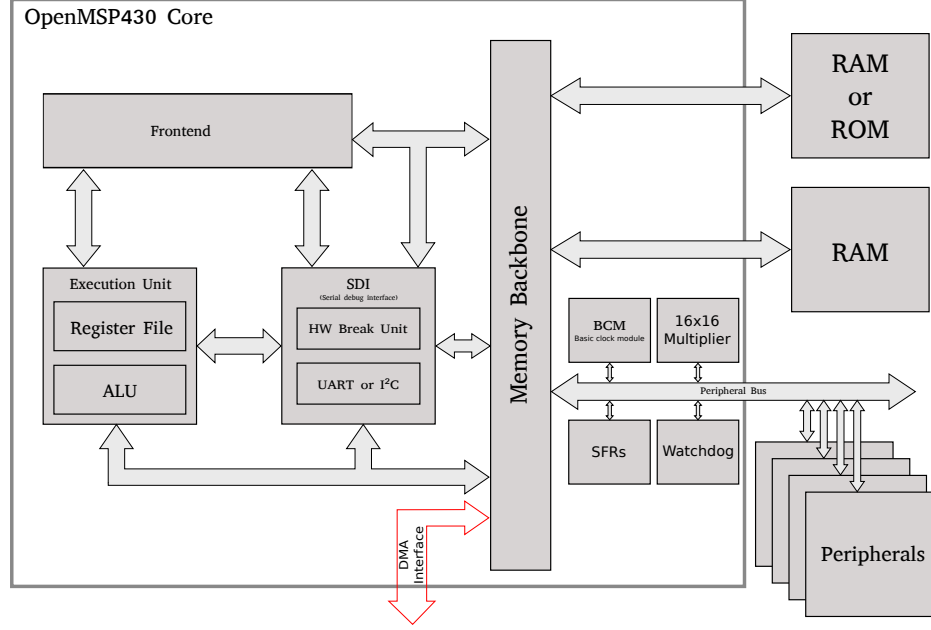 OpenMSP430 Core
Frontend
Execution Unit
Register File
ALU
SDI
(Serial debug interface)
HW Break Unit
UART or I²C
Memory Backbone
DMA
Interface
RAM
or
ROM
RAM
BCM
Basic clock module
16x16
Multiplier
Peripheral Bus
SFRs
Watchdog
Peripherals